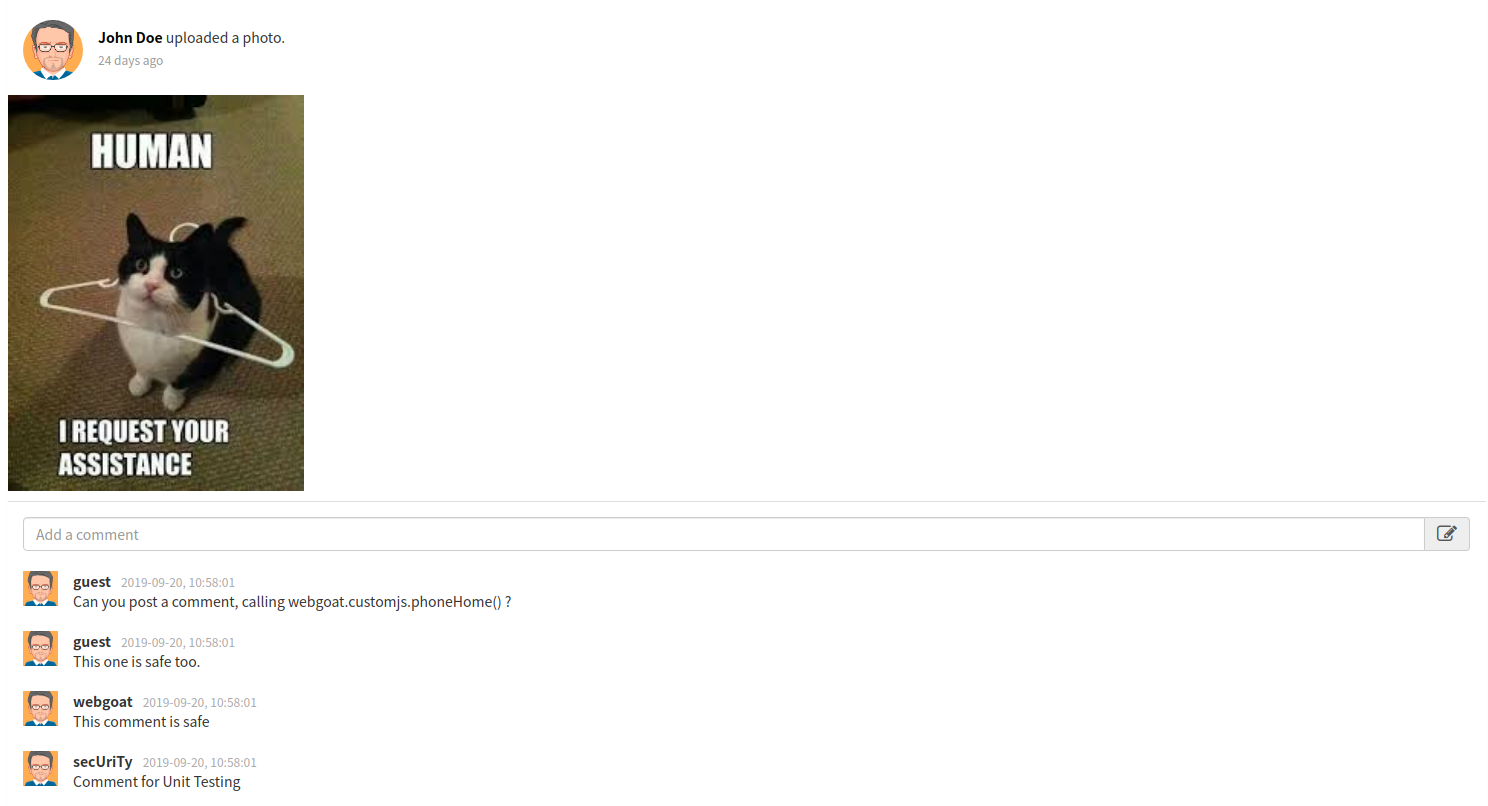 John Doe uploaded a photo.
24 days ago
HUMAN
I REQUEST YOUR
ASSISTANCE
Add a comment
guest 2019-09-20, 10:58:01
Can you post a comment, calling webgoat.customjs.phoneHome() ?
guest 2019-09-20, 10:58:01
This one is safe too.
webgoat 2019-09-20, 10:58:01
This comment is safe
secUriTy 2019-09-20, 10:58:01
Comment for Unit Testing